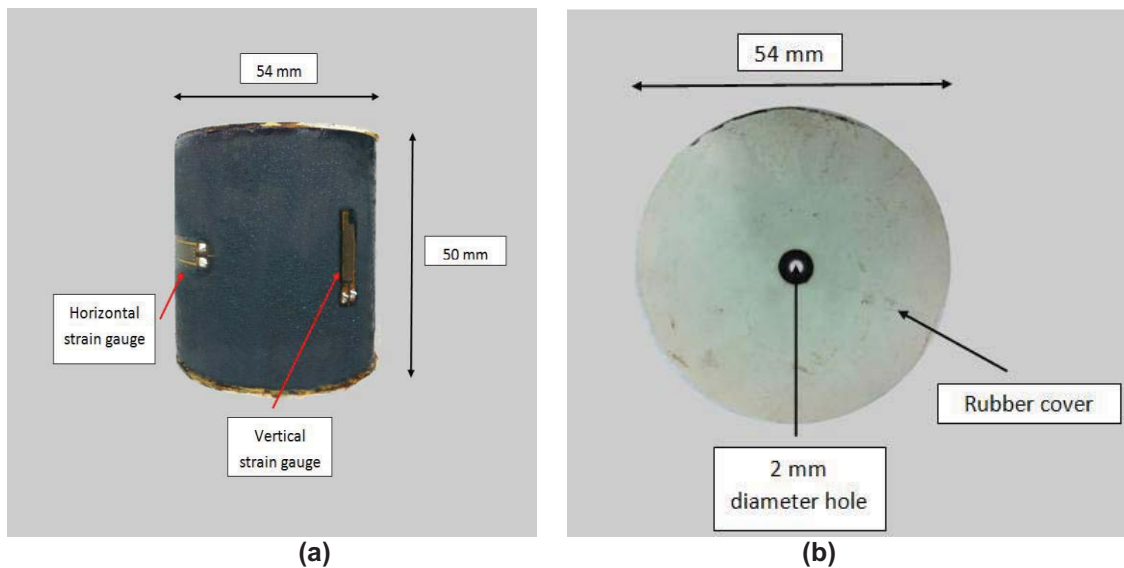 54 mm
50 mm
Horizontal
strain gauge
Vertical
strain gauge
(a)
54 mm
Rubber cover
2 mm
diameter hole
(b)